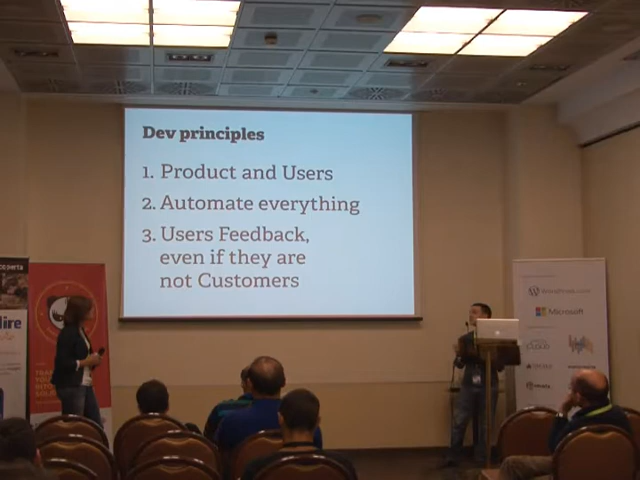 Dev principles
1. Product and Users
2. Automate everything
3. Users Feedback,
even if they are
not Customers
Microsoft
CLOUD